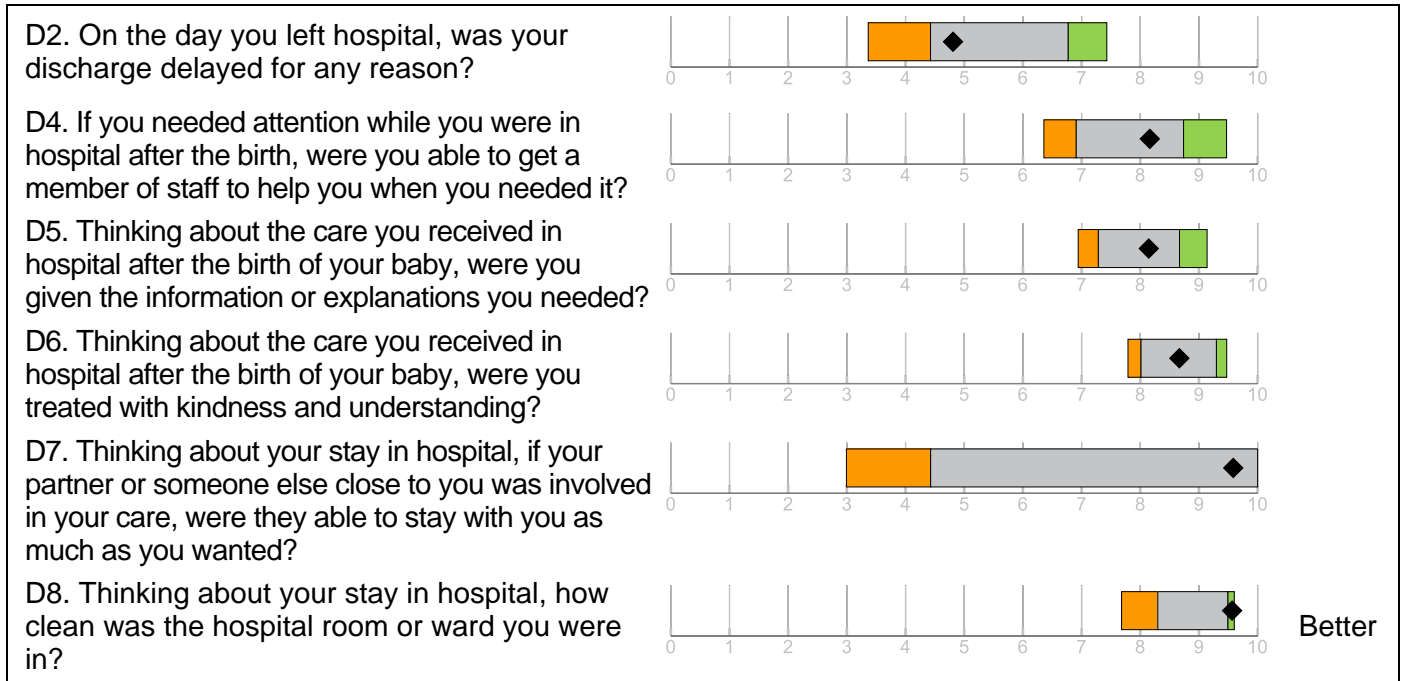 D2. On the day you left hospital, was your
discharge delayed for any reason?
0 1 2 3 4 5 6 7 8 9 10
D4. If you needed attention while you were in
hospital after the birth, were you able to get a
member of staff to help you when you needed it?
0 1 2 3 4 5 6 7 8 9 10
D5. Thinking about the care you received in
hospital after the birth of your baby, were you
given the information or explanations you needed?
0 1 2 3 4 5 6 7 8 9 10
D6. Thinking about the care you received in
hospital after the birth of your baby, were you
treated with kindness and understanding?
0 1 2 3 4 5 6 7 8 9 10
D7. Thinking about your stay in hospital, if your
partner or someone else close to you was involved
in your care, were they able to stay with you as
much as you wanted?
0 1 2 3 4 5 6 7 8 9 10
D8. Thinking about your stay in hospital, how
clean was the hospital room or ward you were
in?
0 1 2 3 4 5 6 7 8 9 10
Better